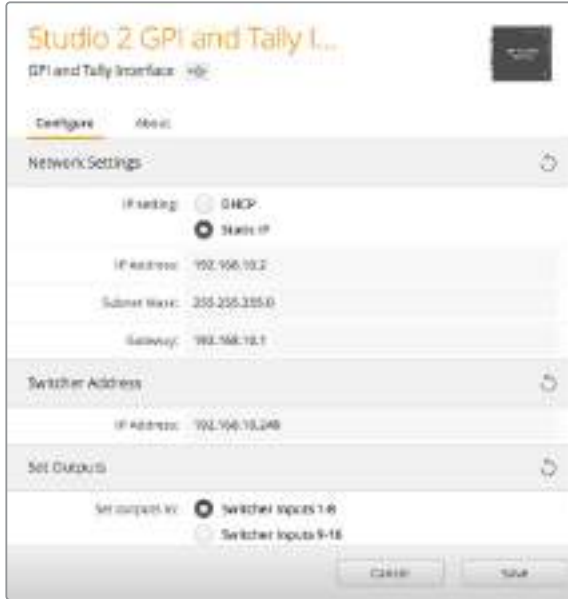 Studio 2 GPI and Tally I...
GPI and Tally Interface
Configure About
Network Settings
IP setting: DHCP
Static IP
IP Address: 192.168.10.2
Subnet Mask: 255.255.255.0
Gateway: 192.168.10.1
Switcher Address
IP Address: 192.168.10.240
Set Outputs
Set outputs to: Switcher Inputs 1-8
Switcher Inputs 9-16
Cancel Save